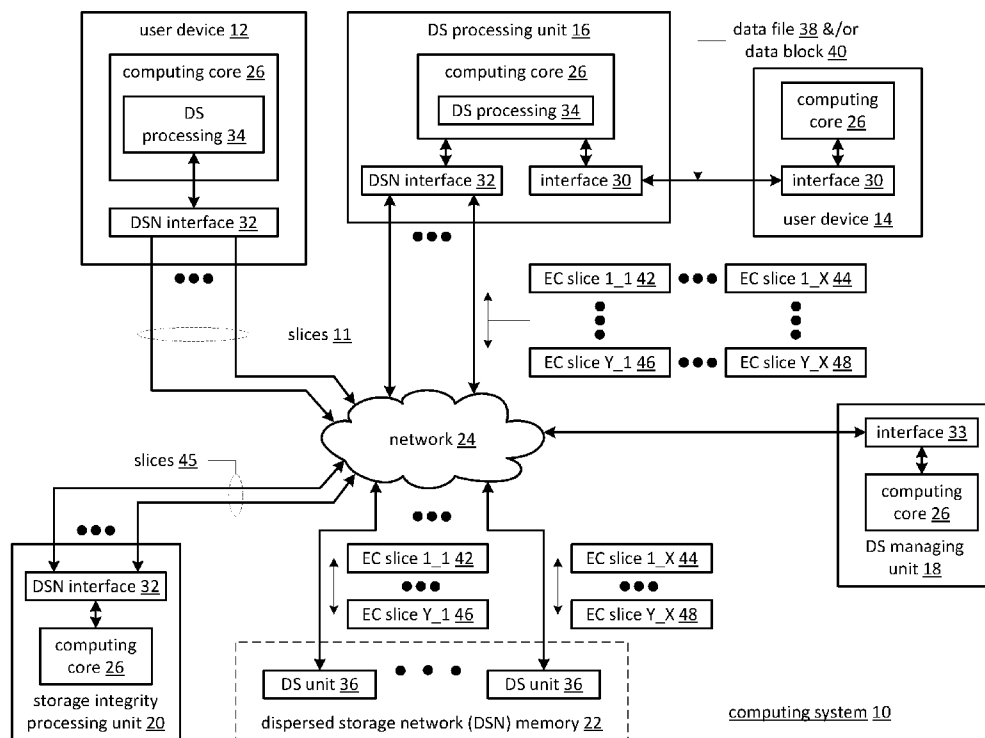 user device 12
computing core 26
DS
processing 34
DSN interface 32
DS processing unit 16
computing core 26
DS processing 34
DSN interface 32
interface 30
data file 38 &/or
data block 40
computing
core 26
interface 30
user device 14
slices 11
EC slice 1_1 42
EC slice 1_X 44
EC slice Y_1 46
EC slice Y_X 48
network 24
interface 33
computing
core 26
DS managing
unit 18
slices 45
DSN interface 32
computing
core 26
storage integrity
processing unit 20
EC slice 1_1 42
EC slice Y_1 46
EC slice 1_X 44
EC slice Y_X 48
DS unit 36
DS unit 36
dispersed storage network (DSN) memory 22
computing system 10